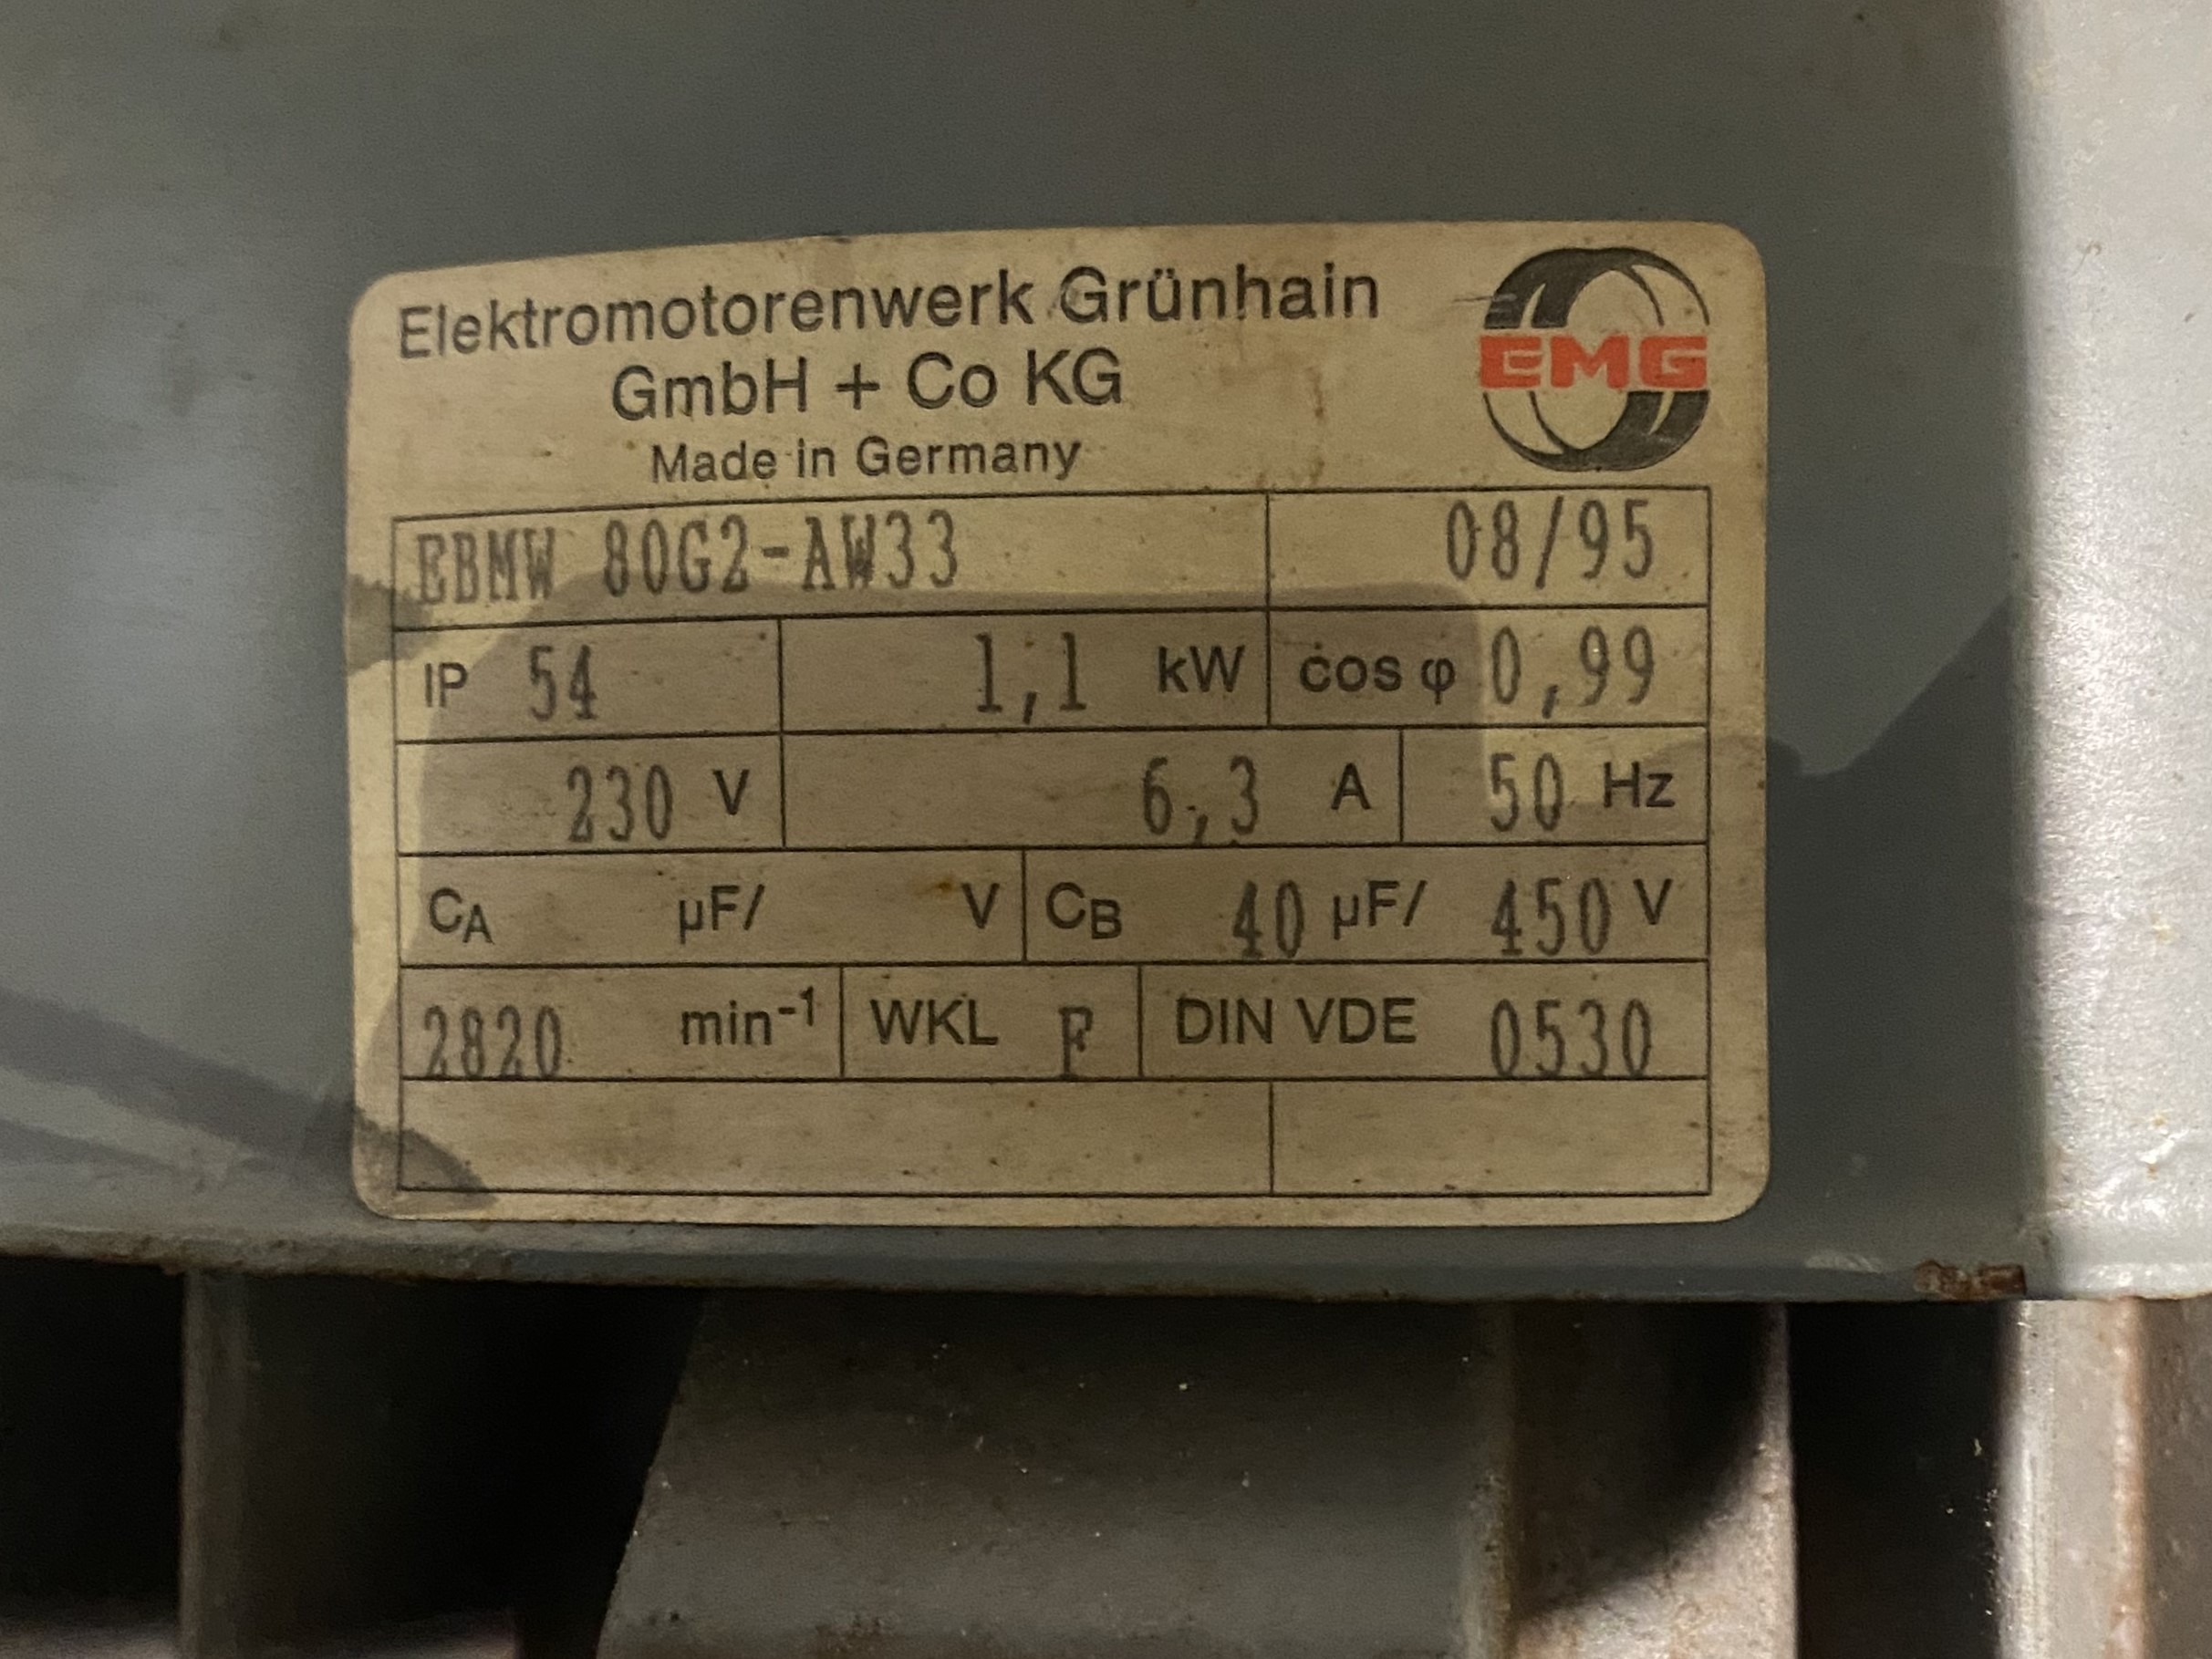 Elektromotorenwerk Grünhain
GmbH + Co KG
Made in Germany
EMG
EBMW 80G2-AW33 08/95
IP 54 1,1 kW cos φ 0,99
230 V 6,3 A 50 Hz
CA µF/ V CB 40 µF/ 450 V
2820 min-1 WKL F DIN VDE 0530